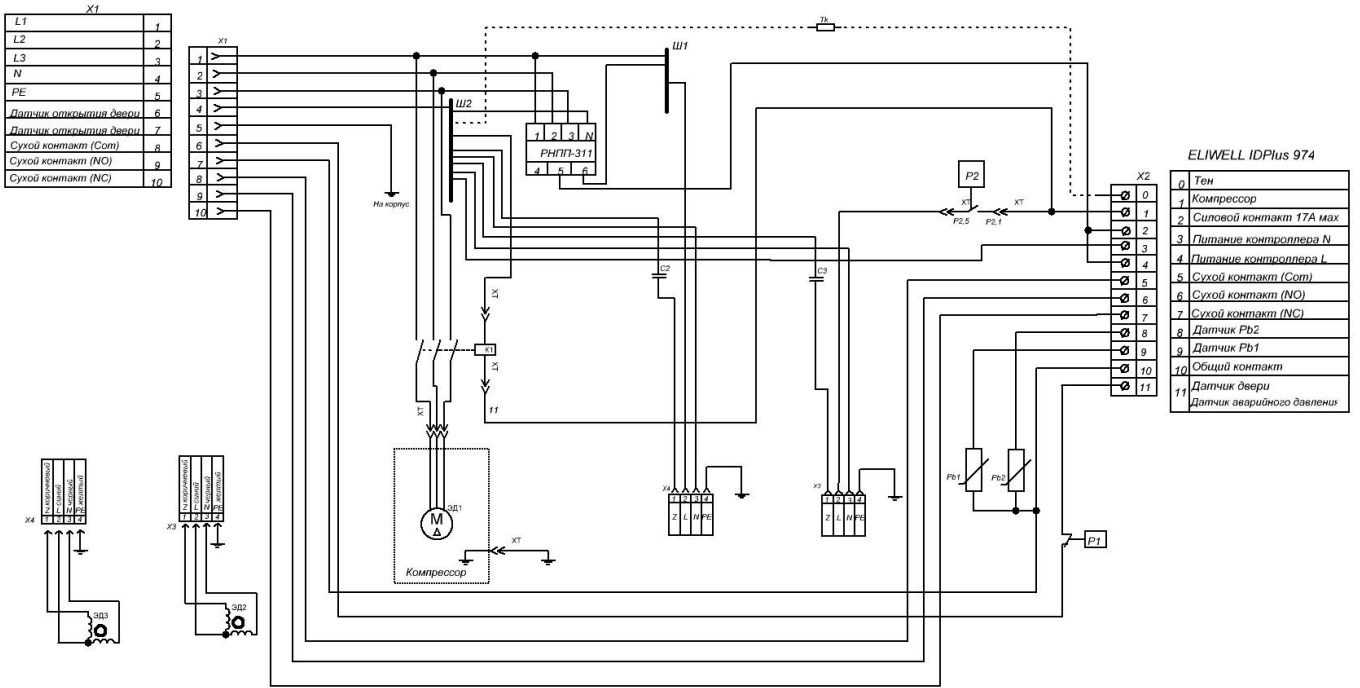 X1
L1 1
L2 2
L3 3
N 4
PE 5
Датчик открытия двери 6
Датчик открытия двери 7
Сухой контакт (Com) 8
Сухой контакт (NO) 9
Сухой контакт (NC) 10
X1
1
2
3
4
5
6
7
8
9
10
На корпус
Ш2
Ш1
Tk
1 2 3 N
РНПП-311
4 5 6
P2
XT
XT
P2,5
P2,1
C2
C3
XT
K1
XT
11
XT
ЭД1
M
Δ
XT
Компрессор
X4
1 2 3 4
Z L N PE
X3
1 2 3 4
Z L N PE
Pb1
Pb2
P1
X2
0
1
2
3
4
5
6
7
8
9
10
11
ELIWELL IDPlus 974
0 Тен
1 Компрессор
2 Силовой контакт 17А мах
3 Питание контроллера N
4 Питание контроллера L
5 Сухой контакт (Com)
6 Сухой контакт (NO)
7 Сухой контакт (NC)
8 Датчик Pb2
9 Датчик Pb1
10 Общий контакт
11 Датчик двери
Датчик аварийного давления
X4
Z коричневый
L синий
N черный
PE желтый
1 2 3 4
ЭД3
X3
Z коричневый
L синий
N черный
PE желтый
1 2 3 4
ЭД2